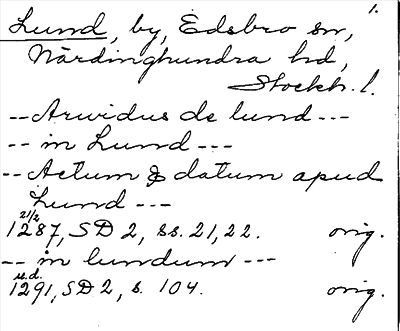 1.
Lund, by, Edsbro sn,
Närdinghundra hd,
Stockh. l.
-- Arvidus de lund ---
-- in Lund ---
-- Actum & datum apud
Lund ---
21/2
1287, SD 2, ss. 21, 22. orig.
-- in lundum ---
u.d.
1291, SD 2, s. 104. orig.